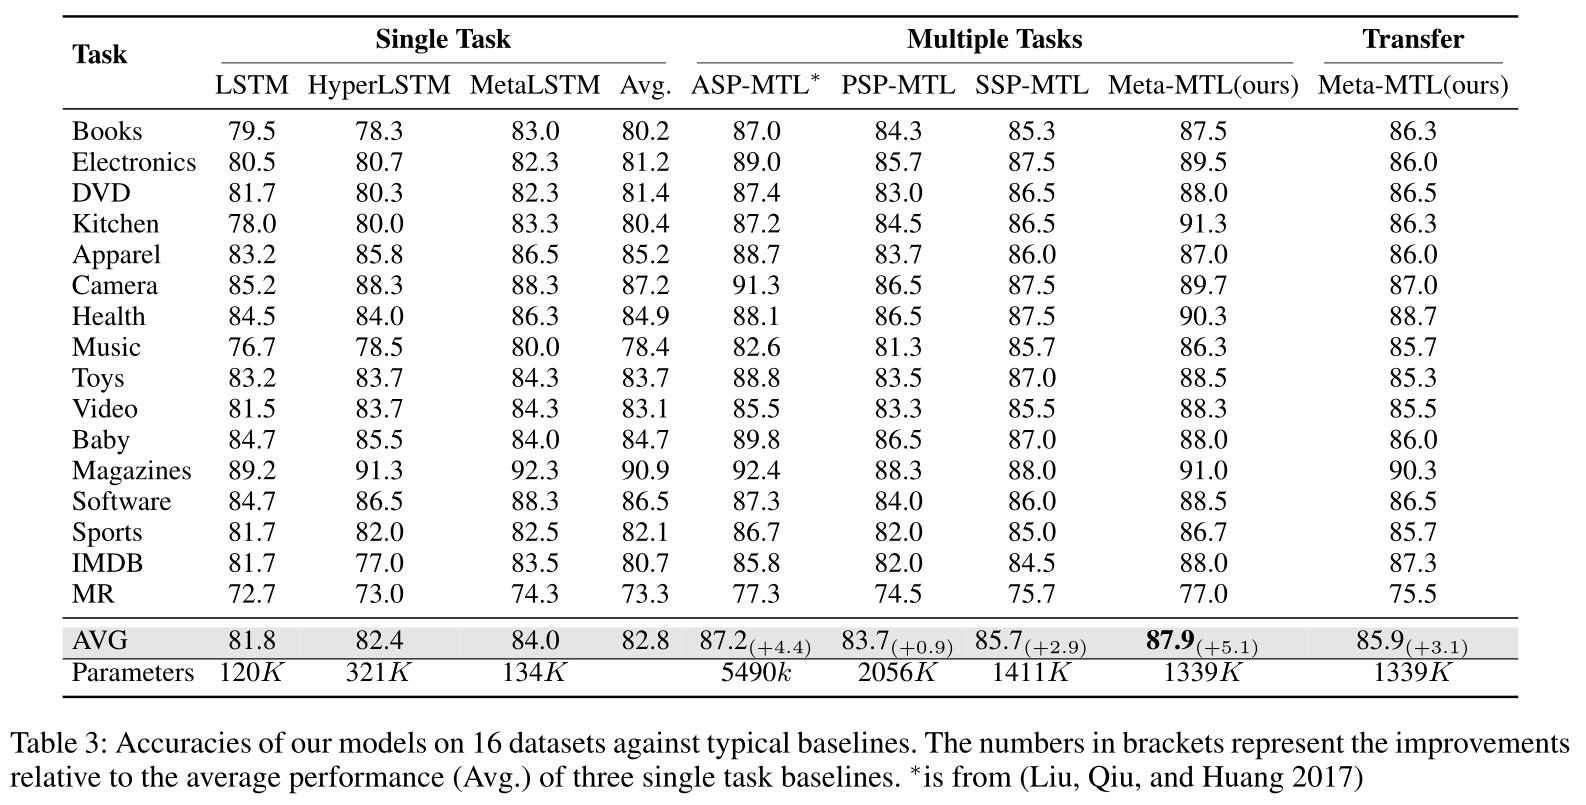 Task Single Task Multiple Tasks Transfer
LSTM HyperLSTM MetaLSTM Avg. ASP-MTL* PSP-MTL SSP-MTL Meta-MTL(ours) Meta-MTL(ours)
Books 79.5 78.3 83.0 80.2 87.0 84.3 85.3 87.5 86.3
Electronics 80.5 80.7 82.3 81.2 89.0 85.7 87.5 89.5 86.0
DVD 81.7 80.3 82.3 81.4 87.4 83.0 86.5 88.0 86.5
Kitchen 78.0 80.0 83.3 80.4 87.2 84.5 86.5 91.3 86.3
Apparel 83.2 85.8 86.5 85.2 88.7 83.7 86.0 87.0 86.0
Camera 85.2 88.3 88.3 87.2 91.3 86.5 87.5 89.7 87.0
Health 84.5 84.0 86.3 84.9 88.1 86.5 87.5 90.3 88.7
Music 76.7 78.5 80.0 78.4 82.6 81.3 85.7 86.3 85.7
Toys 83.2 83.7 84.3 83.7 88.8 83.5 87.0 88.5 85.3
Video 81.5 83.7 84.3 83.1 85.5 83.3 85.5 88.3 85.5
Baby 84.7 85.5 84.0 84.7 89.8 86.5 87.0 88.0 86.0
Magazines 89.2 91.3 92.3 90.9 92.4 88.3 88.0 91.0 90.3
Software 84.7 86.5 88.3 86.5 87.3 84.0 86.0 88.5 86.5
Sports 81.7 82.0 82.5 82.1 86.7 82.0 85.0 86.7 85.7
IMDB 81.7 77.0 83.5 80.7 85.8 82.0 84.5 88.0 87.3
MR 72.7 73.0 74.3 73.3 77.3 74.5 75.7 77.0 75.5
AVG 81.8 82.4 84.0 82.8 87.2(+4.4) 83.7(+0.9) 85.7(+2.9) 87.9(+5.1) 85.9(+3.1)
Parameters 120K 321K 134K 5490k 2056K 1411K 1339K 1339K
Table 3: Accuracies of our models on 16 datasets against typical baselines. The numbers in brackets represent the improvements
relative to the average performance (Avg.) of three single task baselines. *is from (Liu, Qiu, and Huang 2017)